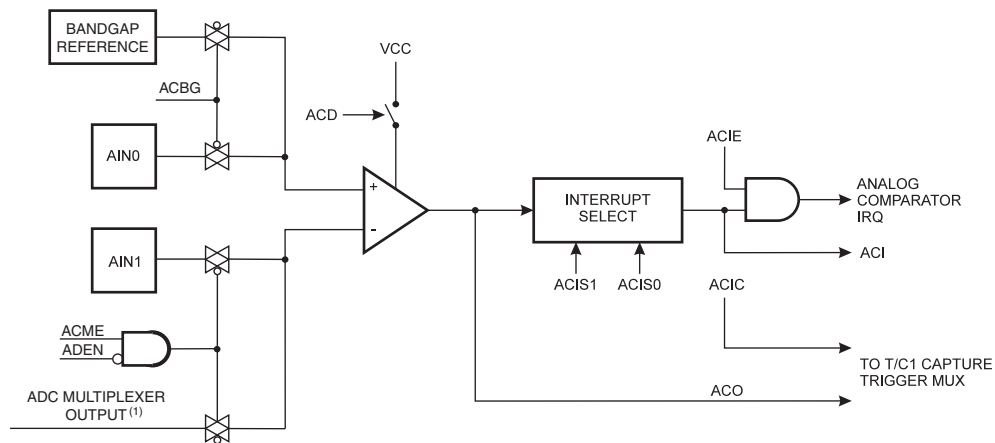 BANDGAP
REFERENCE
VCC
ACBG
ACD
AIN0
ACIE
+
INTERRUPT
SELECT
ANALOG
COMPARATOR
IRQ
-
AIN1
ACI
ACIS1 ACIS0 ACIC
ACME
ADEN
TO T/C1 CAPTURE
TRIGGER MUX
ADC MULTIPLEXER
OUTPUT (1)
ACO